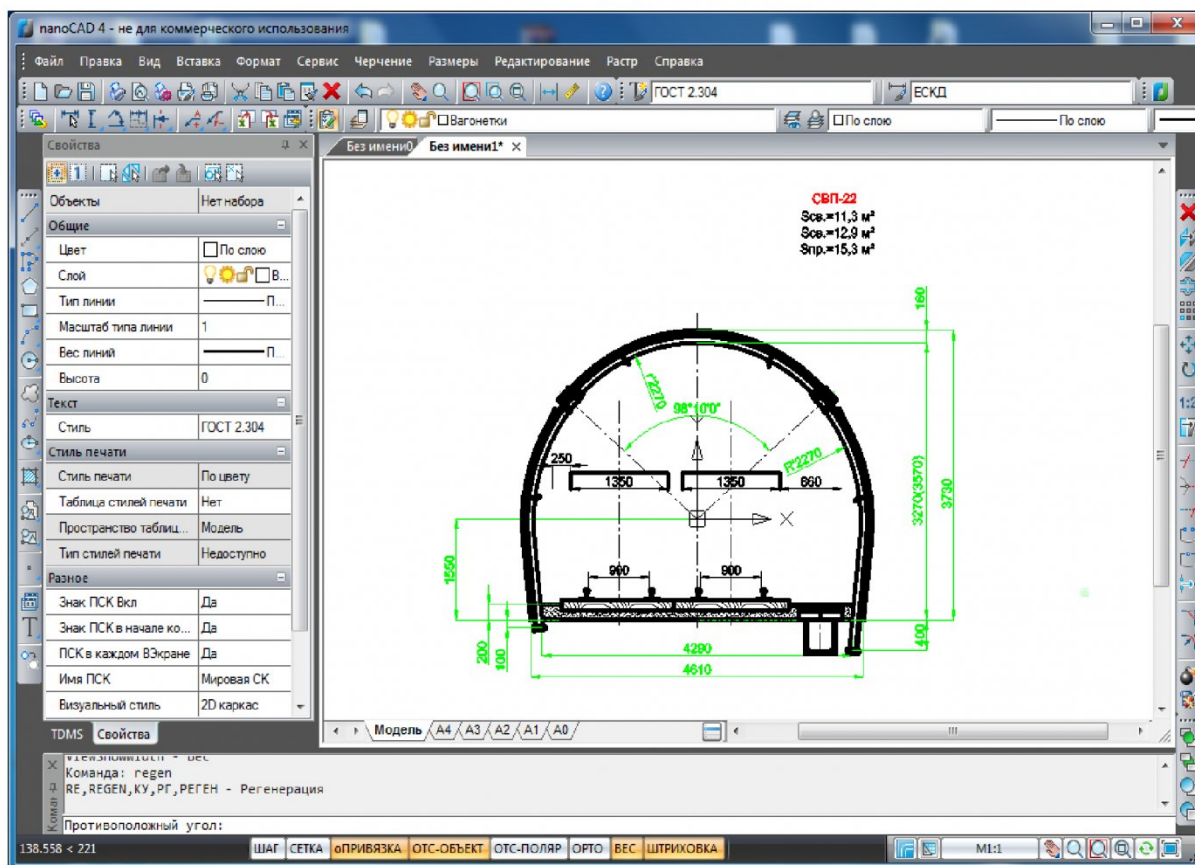 nanoCAD 4 - не для коммерческого использования
Файл Правка Вид Вставка Формат Сервис Черчение Размеры Редактирование Растр Справка
ГОСТ 2.304 ЕСКД
Вагонетки По слою По слою
Свойства
Без имени0 Без имени1*
Объекты Нет набора
Общие
Цвет По слою
Слой В...
Тип линии П...
Масштаб типа линии 1
Вес линий П...
Высота 0
Текст
Стиль ГОСТ 2.304
Стиль печати
Стиль печати По цвету
Таблица стилей печати Нет
Пространство таблиц... Модель
Тип стилей печати Недоступно
Разное
Знак ПСК Вкл Да
Знак ПСК в начале ко... Да
ПСК в каждом ВЭкране Да
Имя ПСК Мировая СК
Визуальный стиль 2D каркас
TDMS Свойства
СВП-22
Sсв.=11,3 м²
Sсв.=12,9 м²
Sпр.=15,3 м²
160
r*2270
98°10'0"
Y
R*2270
250
1350 1350 660
3270(3570)
3730
X
1550
900 900
200
100
400
4290
4610
Модель A4 A3 A2 A1 A0
1:2
Команда: regen
RE,REGEN,КУ,РГ,РЕГЕН - Регенерация
Противоположный угол:
138.558 < 221 ШАГ СЕТКА оПРИВЯЗКА ОТС-ОБЪЕКТ ОТС-ПОЛЯР ОРТО ВЕС ШТРИХОВКА М1:1